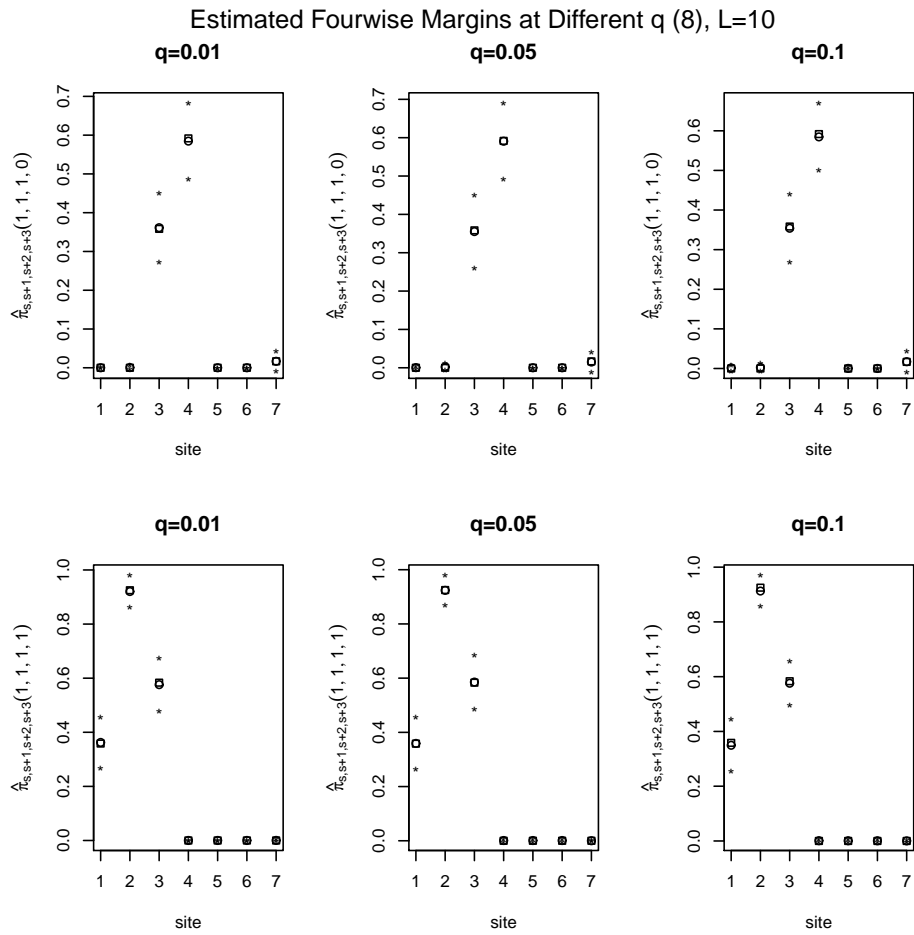 Estimated Fourwise Margins at Different q (8), L=10
q=0.01
q=0.05
q=0.1
π̂s,s+1,s+2,s+3(1, 1, 1, 0)
0.0 0.1 0.2 0.3 0.4 0.5 0.6 0.7
1 2 3 4 5 6 7
site
π̂s,s+1,s+2,s+3(1, 1, 1, 0)
0.0 0.1 0.2 0.3 0.4 0.5 0.6 0.7
1 2 3 4 5 6 7
site
π̂s,s+1,s+2,s+3(1, 1, 1, 0)
0.0 0.1 0.2 0.3 0.4 0.5 0.6
1 2 3 4 5 6 7
site
q=0.01
q=0.05
q=0.1
π̂s,s+1,s+2,s+3(1, 1, 1, 1)
0.0 0.2 0.4 0.6 0.8 1.0
1 2 3 4 5 6 7
site
π̂s,s+1,s+2,s+3(1, 1, 1, 1)
0.0 0.2 0.4 0.6 0.8 1.0
1 2 3 4 5 6 7
site
π̂s,s+1,s+2,s+3(1, 1, 1, 1)
0.0 0.2 0.4 0.6 0.8 1.0
1 2 3 4 5 6 7
site